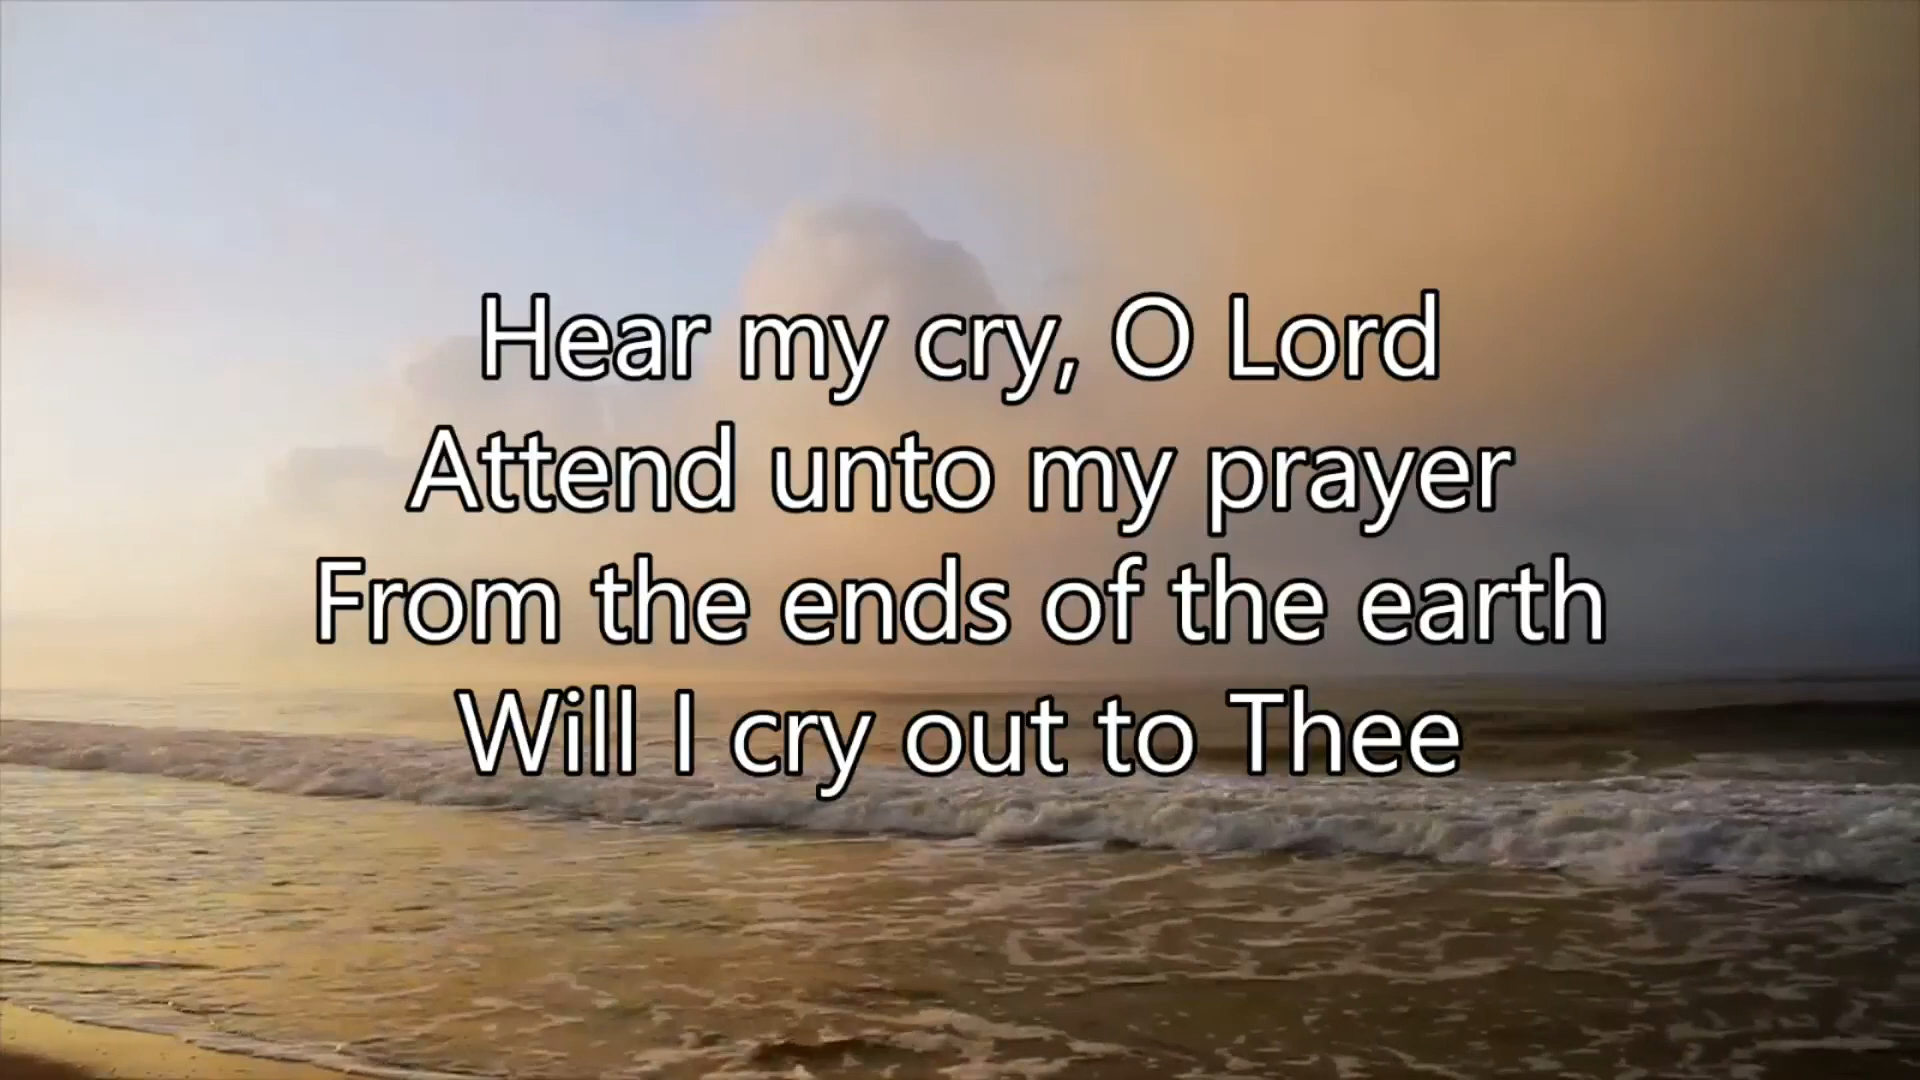 Hear my cry, O Lord
Attend unto my prayer
From the ends of the earth
Will I cry out to Thee